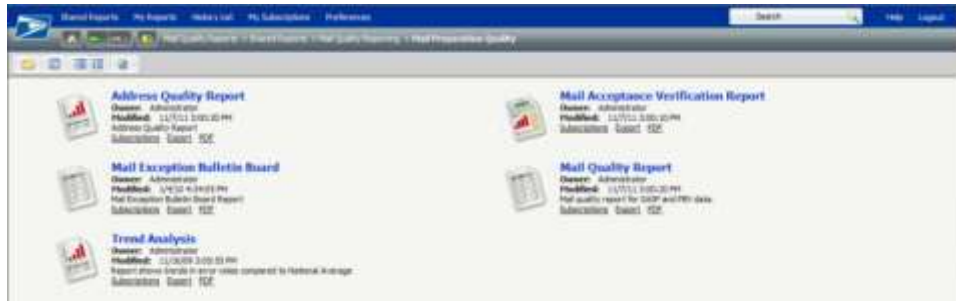 Shared Reports My Reports History List My Subscriptions Preferences
Search
Help Logout
Mail Quality Reports > Shared Reports > Mail Quality Reporting > Mail Preparation Quality
Address Quality Report
Owner: Administrator
Modified: 11/7/11 3:00:20 PM
Address Quality Report
Subscriptions Export PDF
Mail Acceptance Verification Report
Owner: Administrator
Modified: 11/7/11 3:00:10 PM
Subscriptions Export PDF
Mail Exception Bulletin Board
Owner: Administrator
Modified: PM
Mail Exception Bulletin Board Report
Subscriptions Export PDF
Mail Quality Report
Owner: Administrator
Modified: 11/7/11 3:00:20 PM
Mail quality report for and data.
Subscriptions Export PDF
Trend Analysis
Owner: Administrator
Modified: PM
Report shows trends in error rates compared to National Average
Subscriptions Export PDF